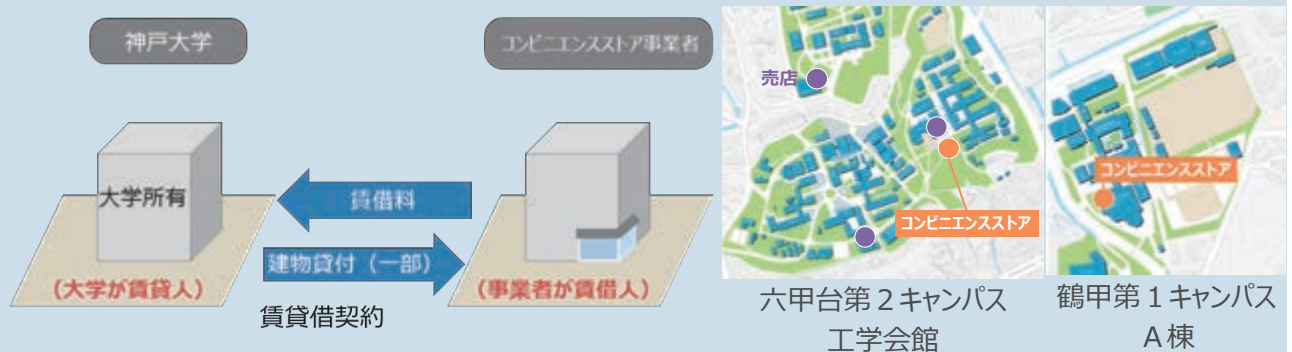 神戸大学
コンビニエンスストア事業者
大学所有
賃借料
建物貸付（一部）
(大学が賃貸人)
(事業者が賃借人)
賃貸借契約
売店
コンビニエンスストア
六甲台第２キャンパス
工学会館
コンビニエンスストア
鶴甲第１キャンパス
Ａ棟